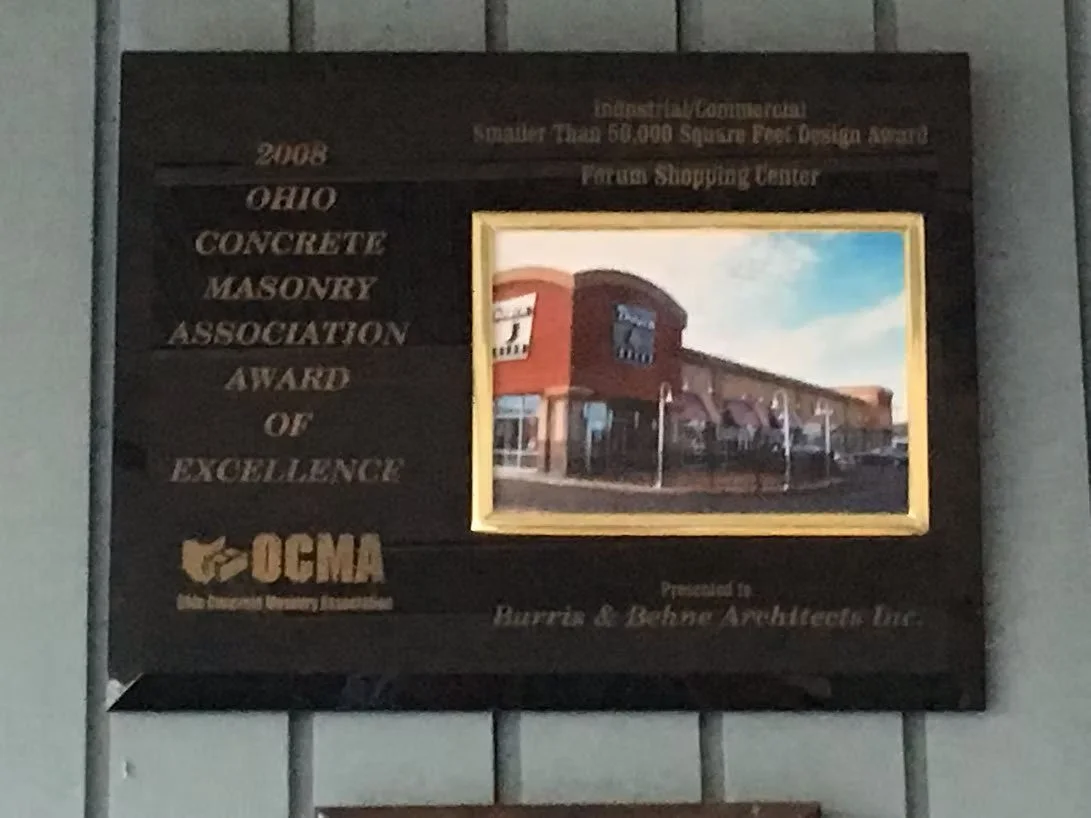 2008
OHIO
CONCRETE
MASONRY
ASSOCIATION
AWARD
OF
EXCELLENCE
OCMA
Ohio Concrete Masonry Association
Industrial/Commercial
Smaller Than 50,000 Square Feet Design Award
Forum Shopping Center
Presented to
Burris & Behne Architects Inc.